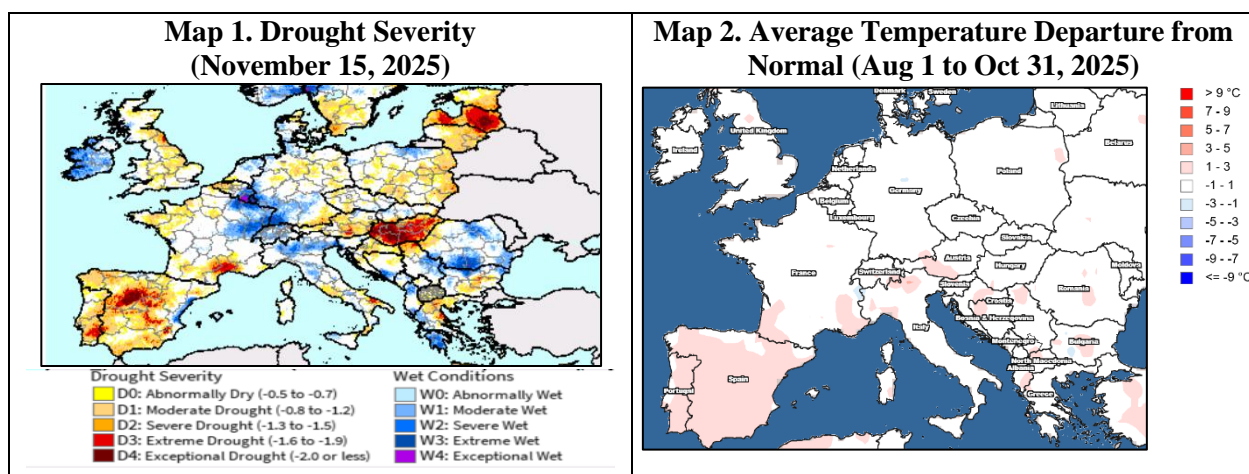 Map 1. Drought Severity
(November 15, 2025)
Map 2. Average Temperature Departure from
Normal (Aug 1 to Oct 31, 2025)
Drought Severity
D0: Abnormally Dry (-0.5 to -0.7)
D1: Moderate Drought (-0.8 to -1.2)
D2: Severe Drought (-1.3 to -1.5)
D3: Extreme Drought (-1.6 to -1.9)
D4: Exceptional Drought (-2.0 or less)
Wet Conditions
W0: Abnormally Wet
W1: Moderate Wet
W2: Severe Wet
W3: Extreme Wet
W4: Exceptional Wet
Denmark
Sweden
Lithuania
United Kingdom
Ireland
Belarus
Netherlands
Poland
Germany
Belgium
Luxembourg
Czechia
Slovakia
Austria
Moldova
France
Switzerland
Hungary
Slovenia
Romania
Croatia
Bosnia & Herzegovina
Italy
Montenegro
Bulgaria
North Macedonia
Albania
Spain
Portugal
Greece
> 9 °C
7 - 9
5 - 7
3 - 5
1 - 3
-1 - 1
-3 - -1
-5 - -3
-7 - -5
-9 - -7
<= -9 °C